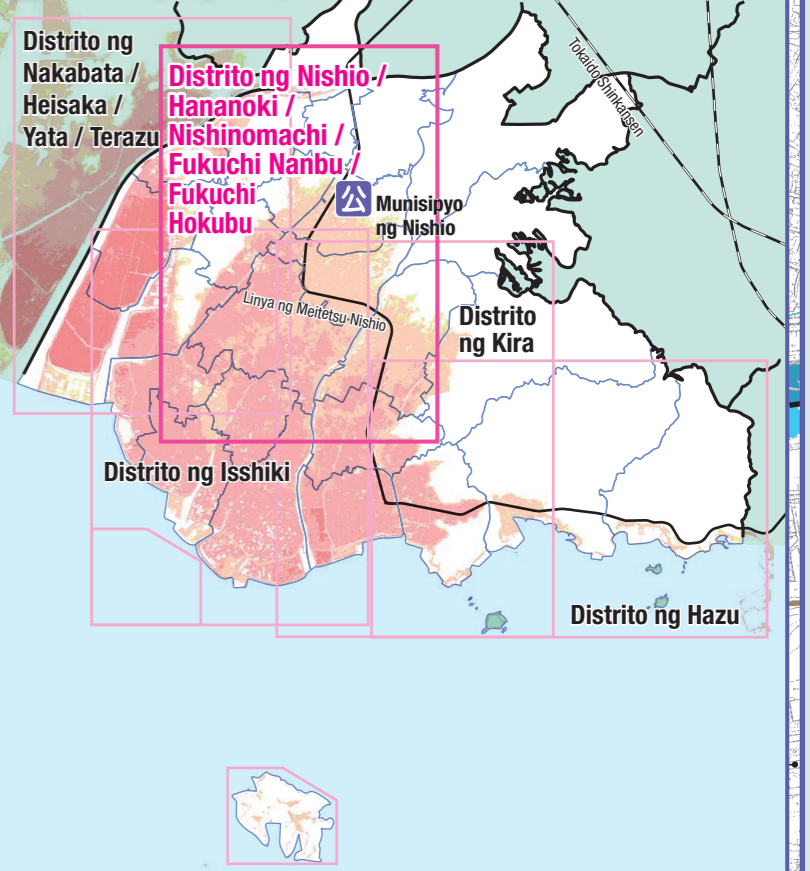 Distrito ng
Nakabata /
Heisaka /
Yata / Terazu
Distrito ng Nishio /
Hananoki /
Nishinomachi /
Fukuchi Nanbu /
Fukuchi
Hokubu
Tokaido Shinkansen
公
Munisipyo
ng Nishio
Linya ng Meitetsu Nishio
Distrito
ng Kira
Distrito ng Isshiki
Distrito ng Hazu